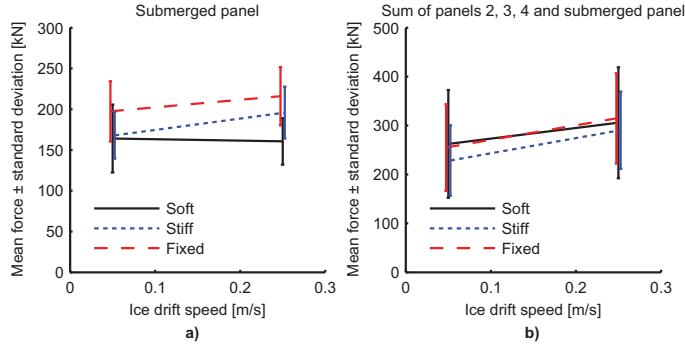 Submerged panel
Mean force ± standard deviation [kN]
300
250
200
150
100
50
0
Soft
Stiff
Fixed
0 0.1 0.2 0.3
Ice drift speed [m/s]
a)
Sum of panels 2, 3, 4 and submerged panel
Mean force ± standard deviation [kN]
500
400
300
200
100
0
Soft
Stiff
Fixed
0 0.1 0.2 0.3
Ice drift speed [m/s]
b)